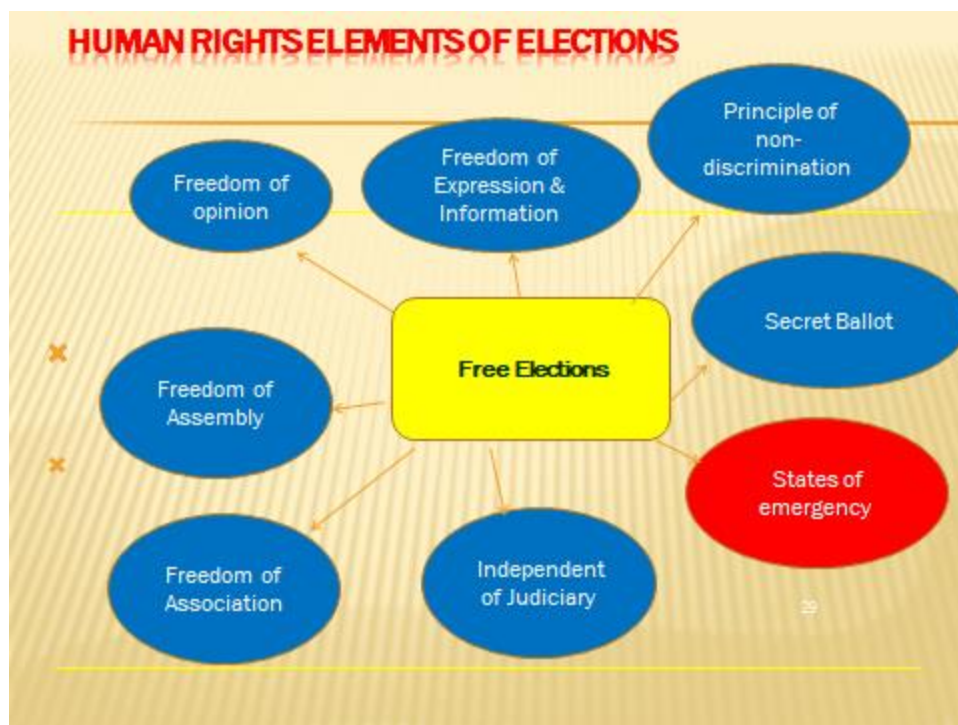 HUMAN RIGHTS ELEMENTS OF ELECTIONS
Freedom of
opinion
Freedom of
Expression &
Information
Principle of
non-
discrimination
Secret Ballot
Free Elections
Freedom of
Assembly
States of
emergency
Freedom of
Association
Independent
of Judiciary
29